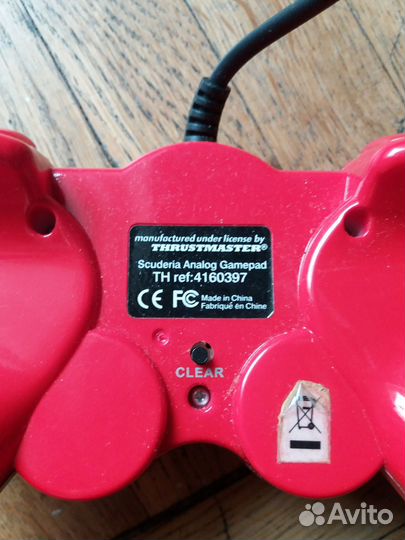 manufactured under license by
THRUSTMASTER®
Scuderia Analog Gamepad
TH ref:4160397
CE FC Made in China
Fabriqué en Chine
CLEAR
Avito